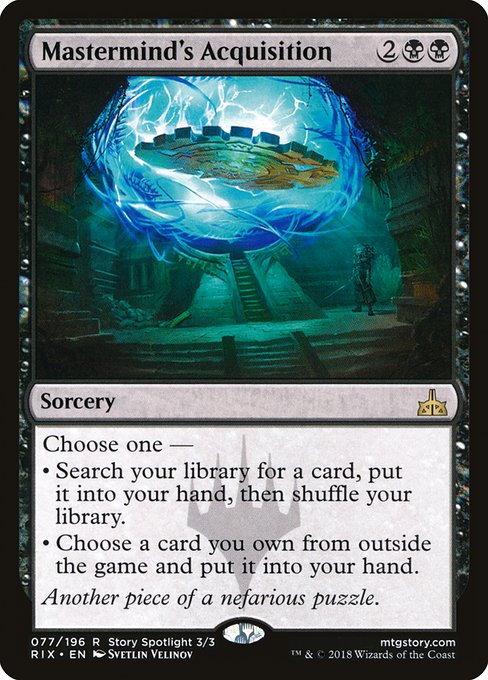 Mastermind's Acquisition 2
Sorcery
Choose one —
• Search your library for a card, put
it into your hand, then shuffle your
library.
• Choose a card you own from outside
the game and put it into your hand.
Another piece of a nefarious puzzle.
077/196 R Story Spotlight 3/3
mtgstory.com
RIX • EN Svetlin Velinov
™ & © 2018 Wizards of the Coast